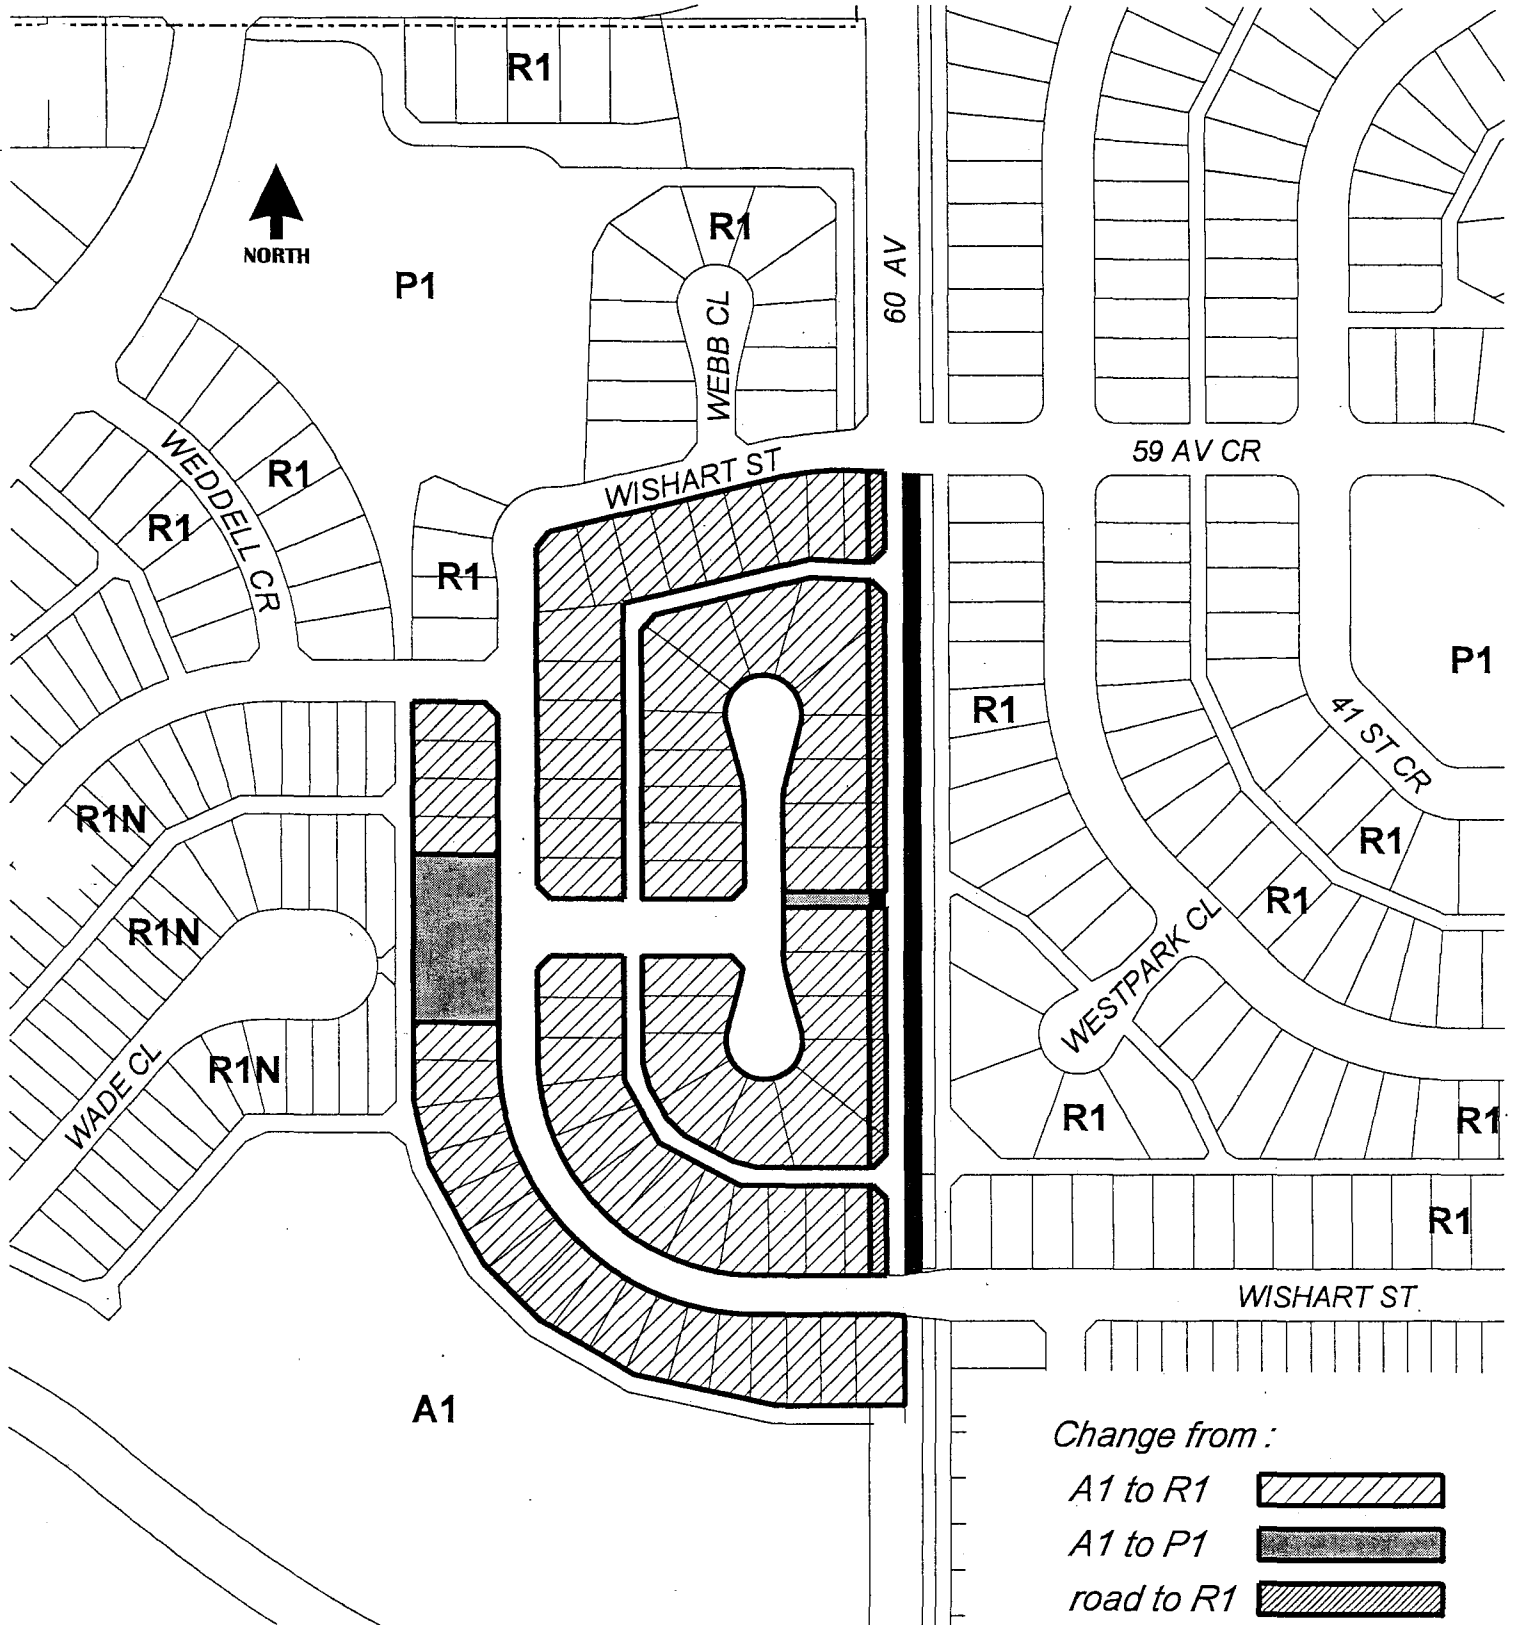 R1
R1
NORTH
P1
60 AV
WEBB CL
59 AV CR
WISHART ST
WEDDELL CR
R1
R1
R1
P1
R1
41 ST CR
R1N
R1
R1
R1N
WESTPARK CL
WADE CL
R1N
R1
R1
R1
WISHART ST
A1
Change from :
A1 to R1
A1 to P1
road to R1